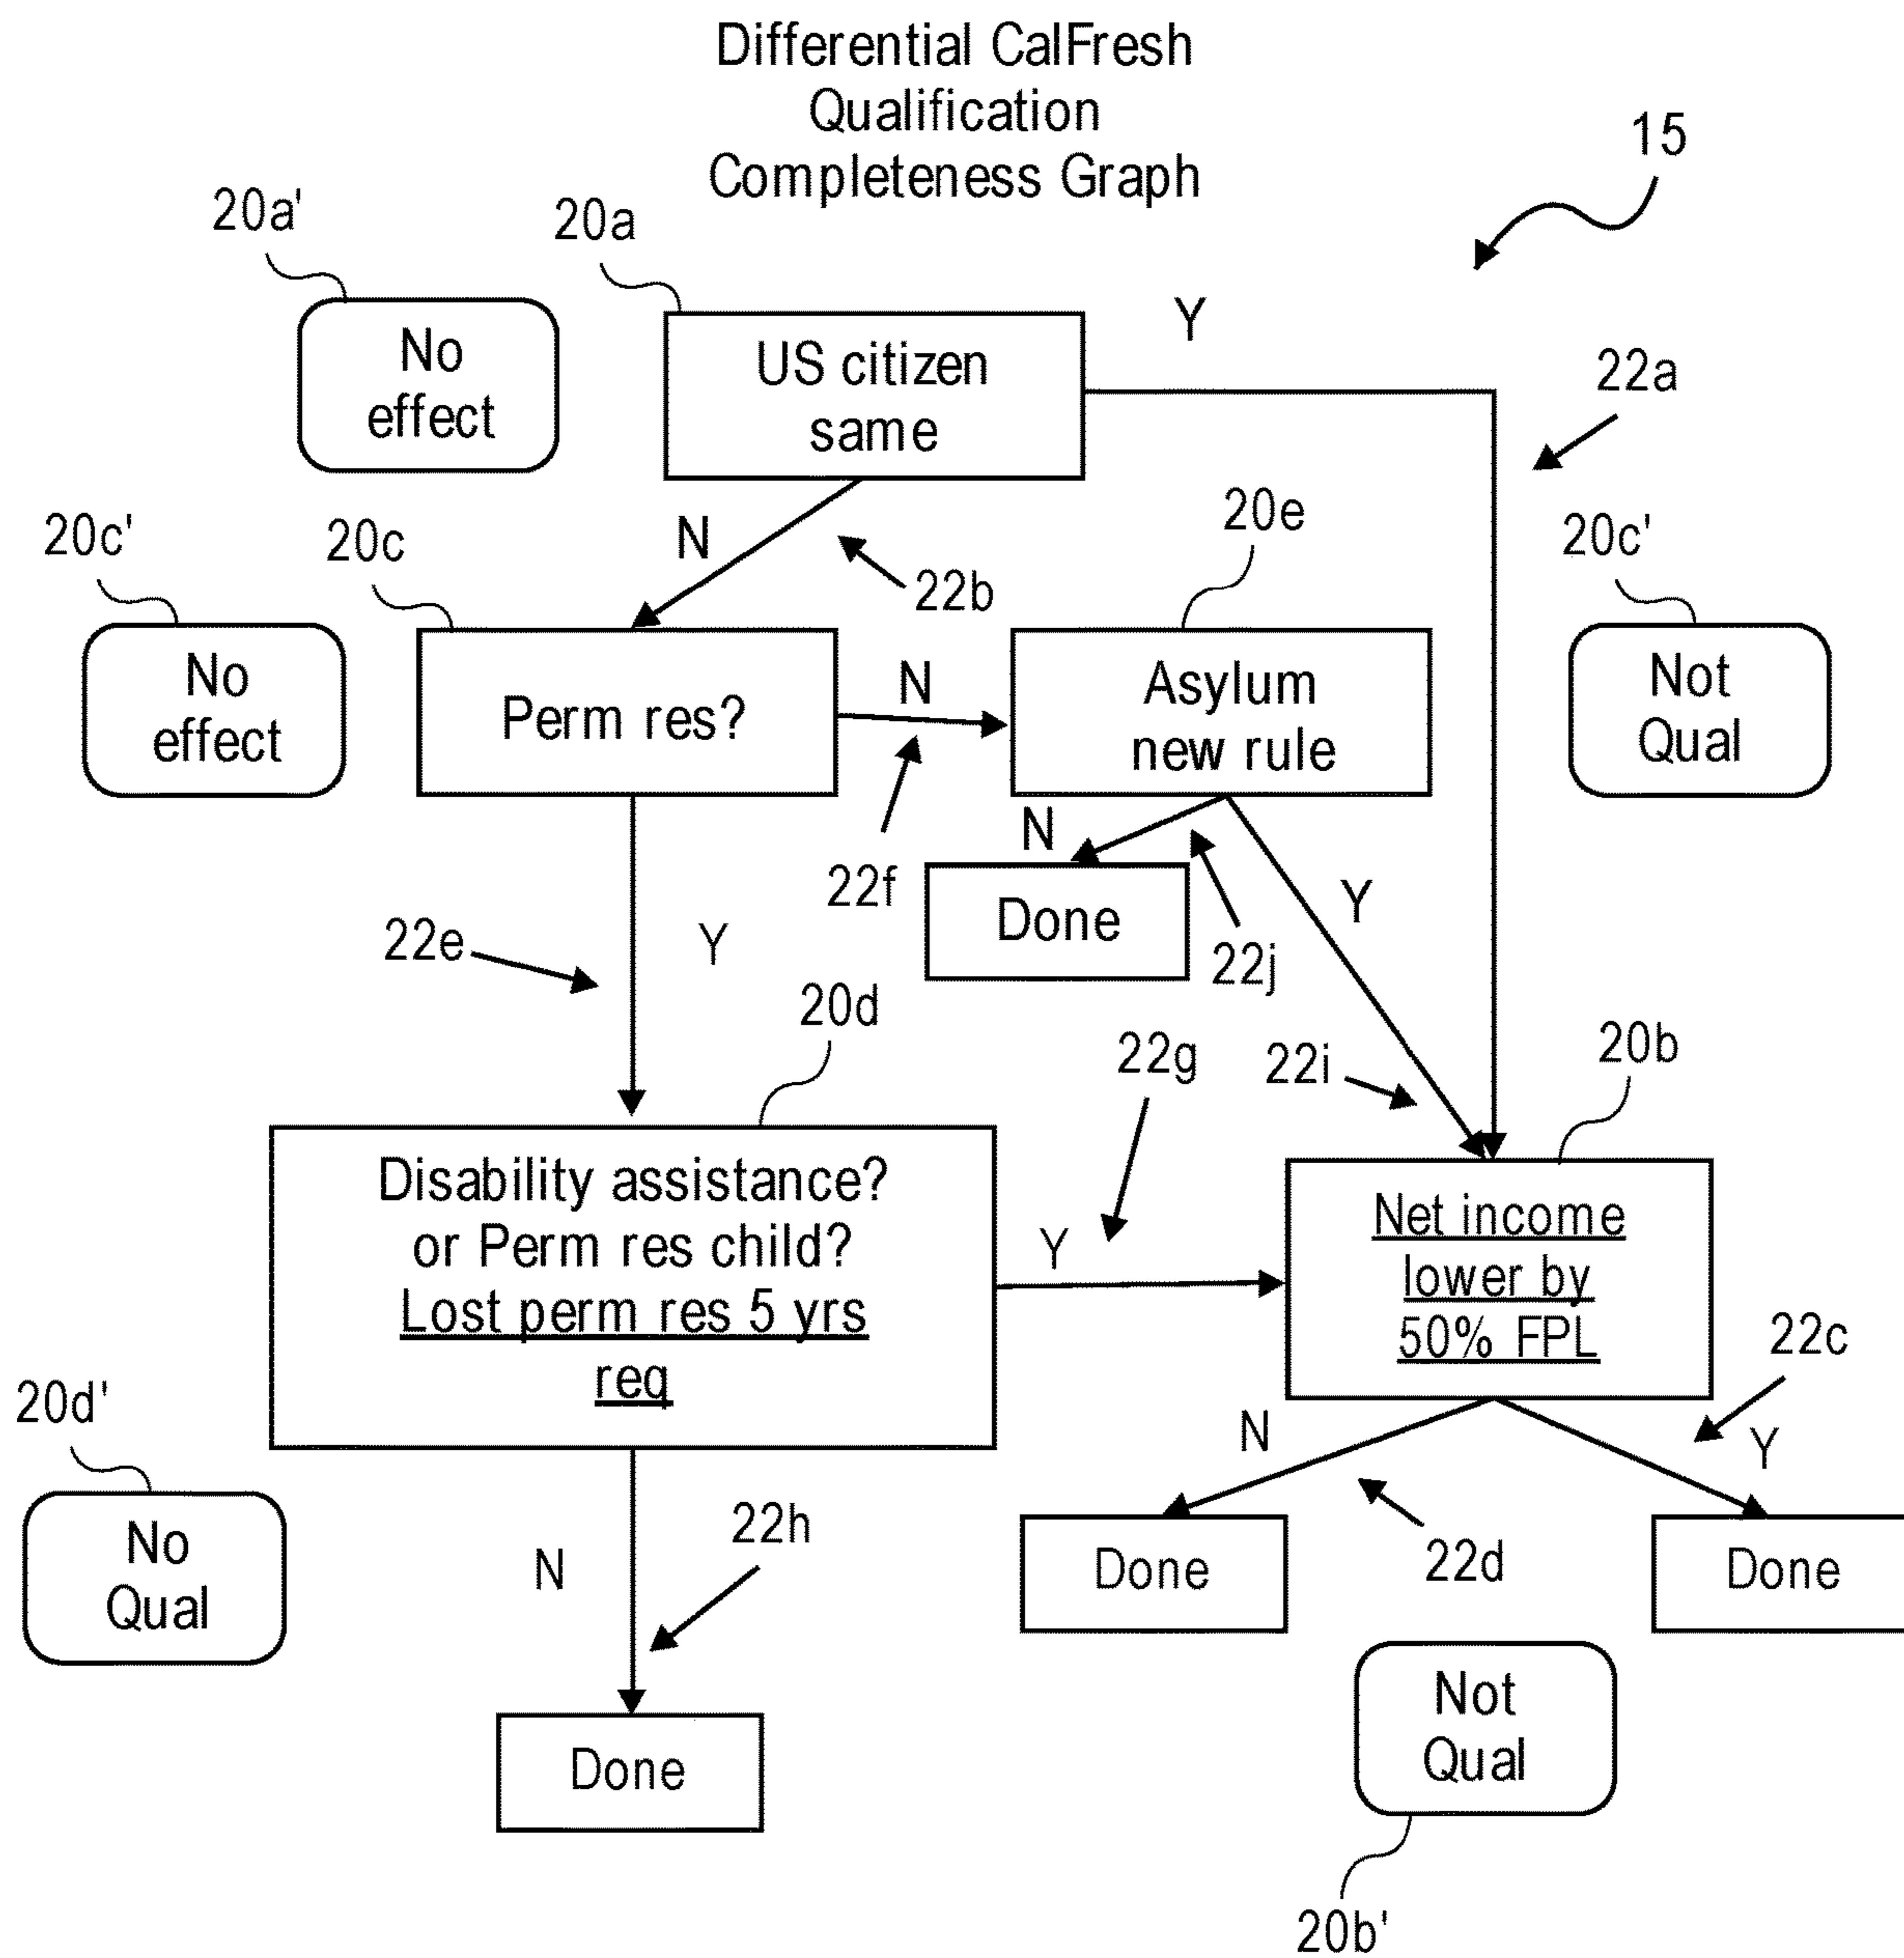 Differential CalFresh
Qualification
Completeness Graph
15
20a'
20a
No
effect
US citizen
same
Y
22a
20c'
20c
N
22b
20e
20c'
No
effect
Perm res?
N
22f
Asylum
new rule
Not
Qual
N
Done
22j
Y
22e
Y
20d
22g
22i
20b
Disability assistance?
or Perm res child?
Lost perm res 5 yrs
req
Y
Net income
lower by
50% FPL
22c
20d'
No
Qual
N
22h
N
22d
Y
Done
Done
Done
Not
Qual
20b'